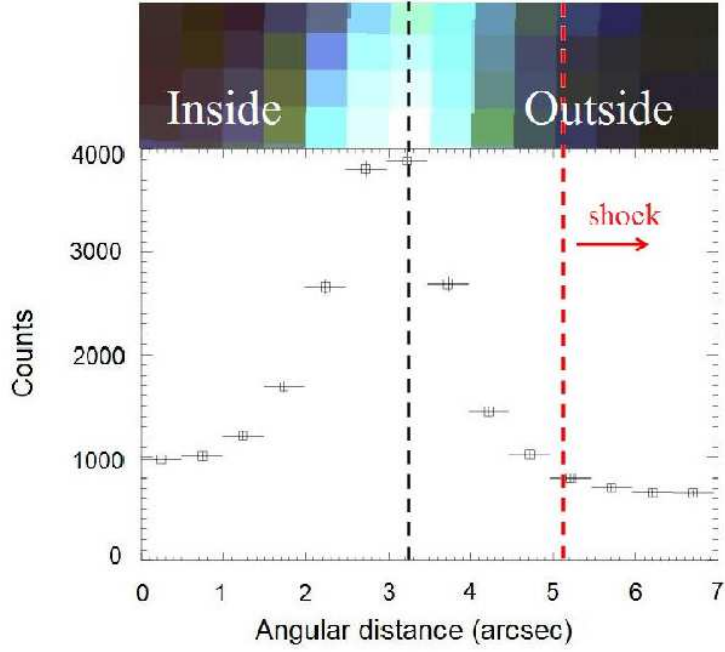 Inside
Outside
shock
Counts
4000
3000
2000
1000
0
0 1 2 3 4 5 6 7
Angular distance (arcsec)